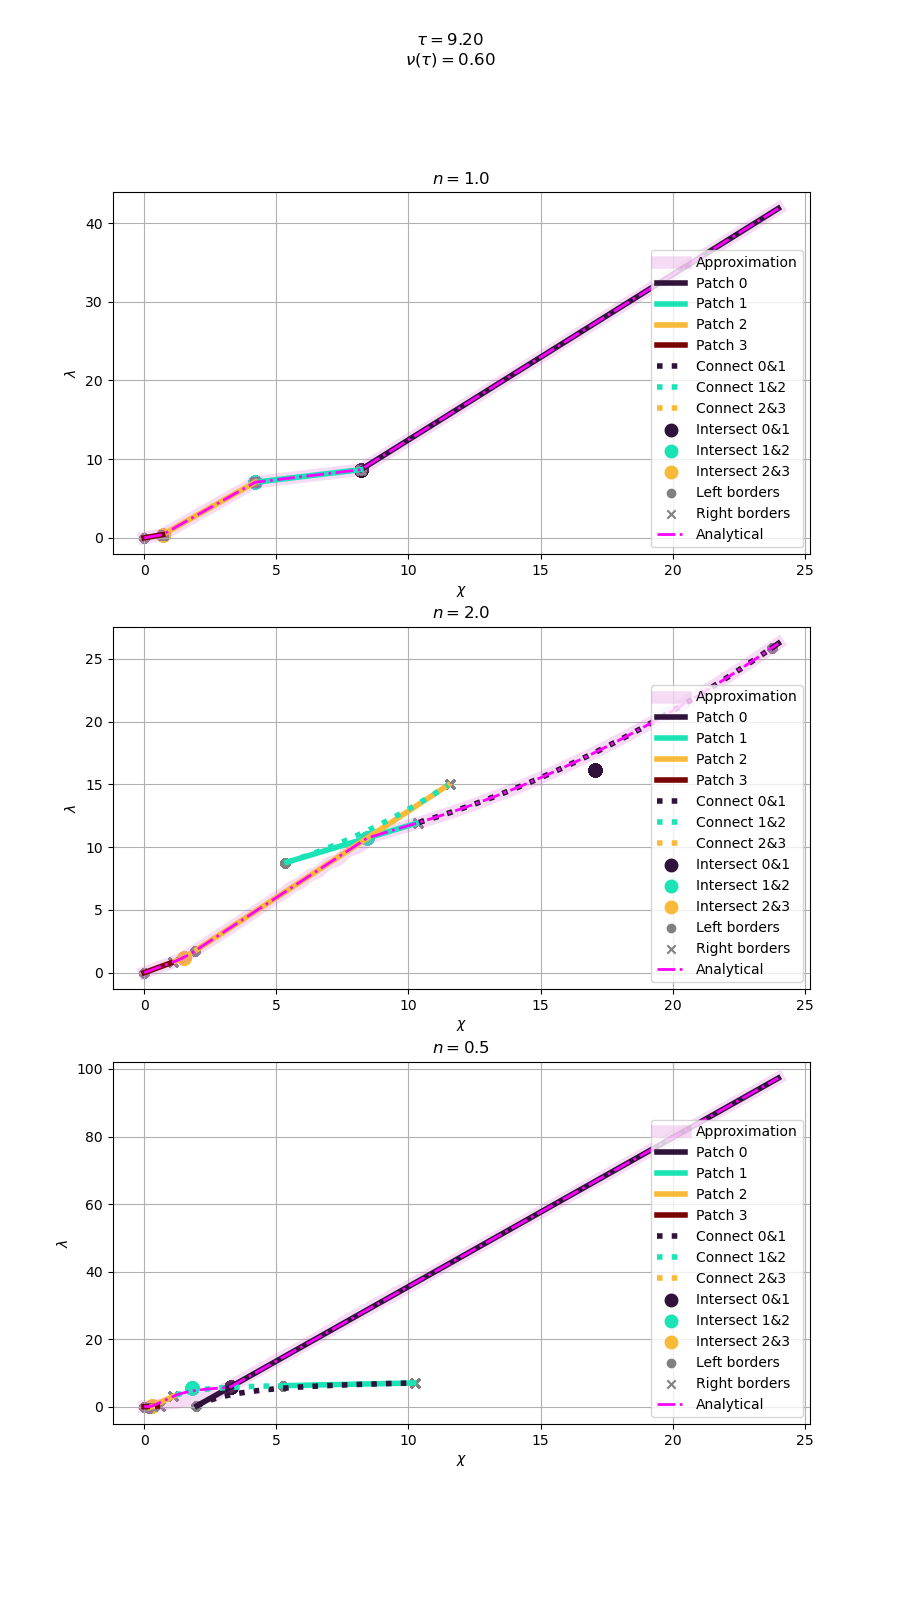 τ = 9.20
ν(τ) = 0.60
n = 1.0
40
30
20
10
0
λ
0 5 10 15 20 25
χ
Approximation
Patch 0
Patch 1
Patch 2
Patch 3
Connect 0&1
Connect 1&2
Connect 2&3
Intersect 0&1
Intersect 1&2
Intersect 2&3
Left borders
Right borders
Analytical
n = 2.0
25
20
15
10
5
0
λ
0 5 10 15 20 25
χ
Approximation
Patch 0
Patch 1
Patch 2
Patch 3
Connect 0&1
Connect 1&2
Connect 2&3
Intersect 0&1
Intersect 1&2
Intersect 2&3
Left borders
Right borders
Analytical
n = 0.5
100
80
60
40
20
0
λ
0 5 10 15 20 25
χ
Approximation
Patch 0
Patch 1
Patch 2
Patch 3
Connect 0&1
Connect 1&2
Connect 2&3
Intersect 0&1
Intersect 1&2
Intersect 2&3
Left borders
Right borders
Analytical